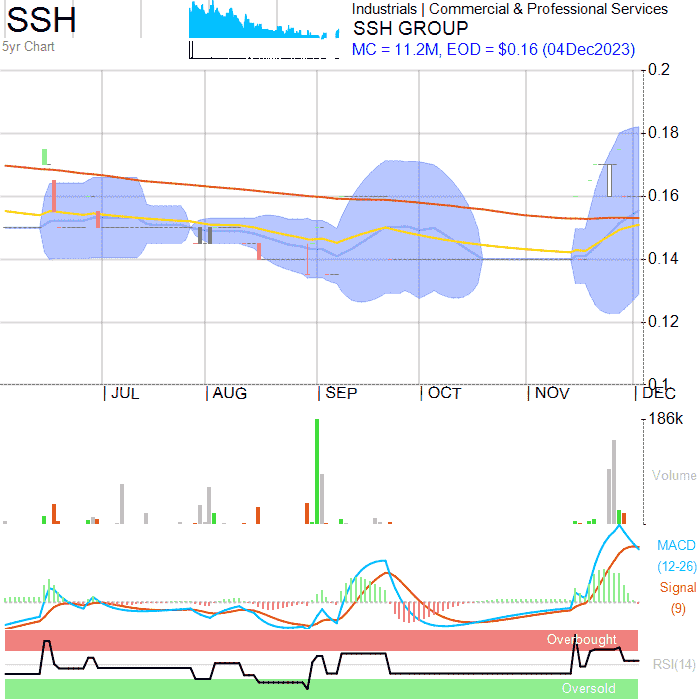 SSH
5yr Chart
Industrials | Commercial & Professional Services
SSH GROUP
MC = 11.2M, EOD = $0.16 (04Dec2023)
0.2
0.18
0.16
0.14
0.12
0.1
JUL AUG SEP OCT NOV DEC
186k
Volume
MACD
(12-26)
Signal
(9)
Overbought
RSI(14)
Oversold